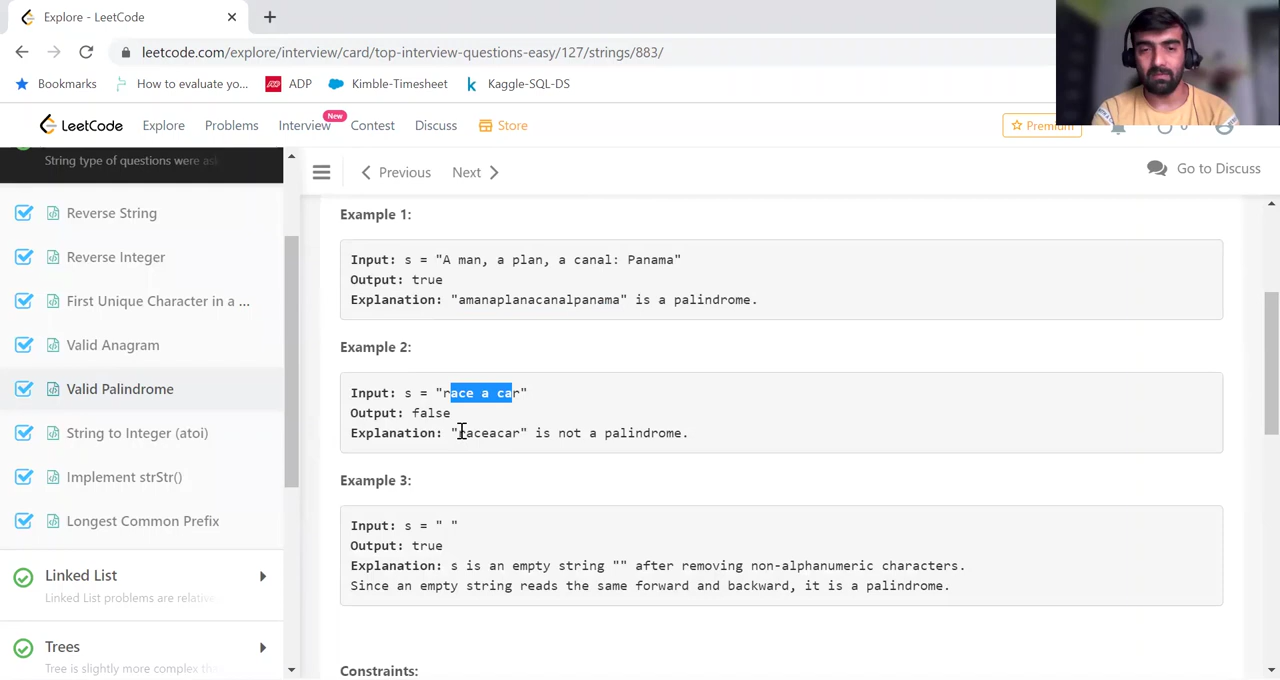 Explore - LeetCode
leetcode.com/explore/interview/card/top-interview-questions-easy/127/strings/883/
Bookmarks How to evaluate yo... ADP Kimble-Timesheet Kaggle-SQL-DS
LeetCode Explore Problems Interview New Contest Discuss Store Premium
String type of questions were as
Previous Next Go to Discuss
Reverse String
Reverse Integer
First Unique Character in a ...
Valid Anagram
Valid Palindrome
String to Integer (atoi)
Implement strStr()
Longest Common Prefix
Linked List
Linked List problems are relative
Trees
Tree is slightly more complex tha
Example 1:
Input: s = "A man, a plan, a canal: Panama"
Output: true
Explanation: "amanaplanacanalpanama" is a palindrome.
Example 2:
Input: s = "race a car"
Output: false
Explanation: "raceacar" is not a palindrome.
Example 3:
Input: s = " "
Output: true
Explanation: s is an empty string "" after removing non-alphanumeric characters.
Since an empty string reads the same forward and backward, it is a palindrome.
Constraints: